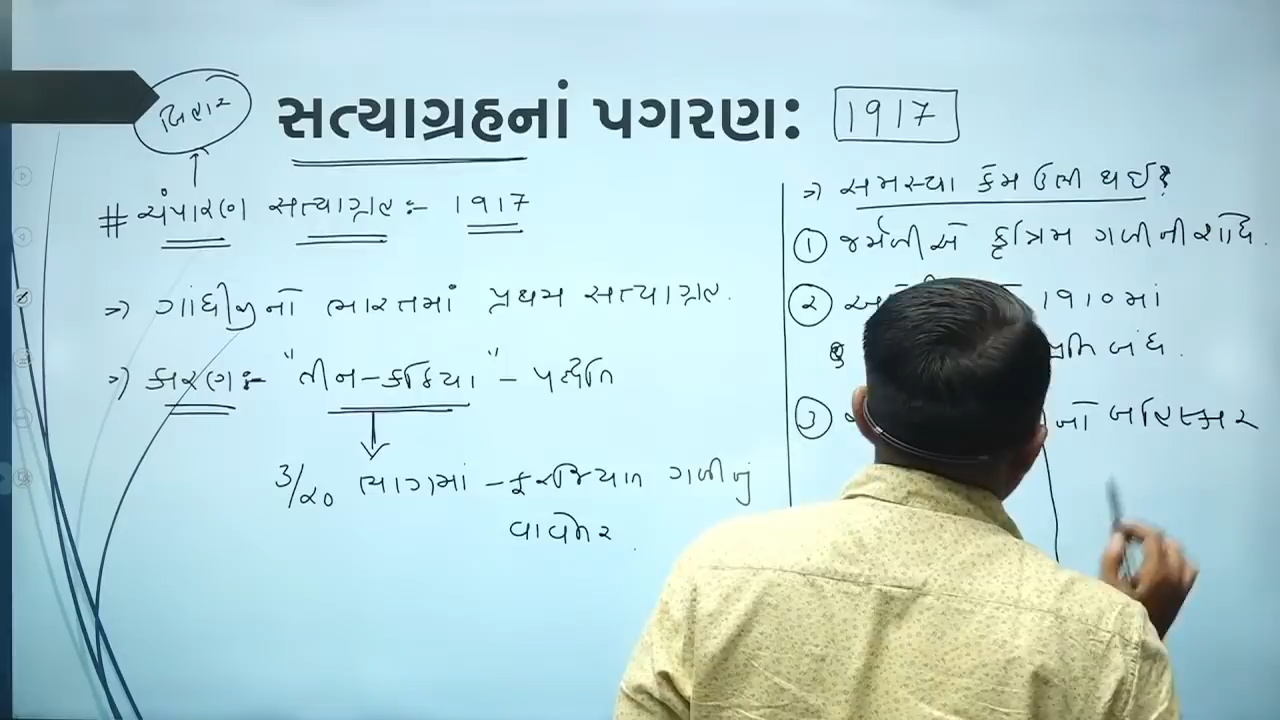 બિહાર
સત્યાગ્રહનાં પગરણ: 1917
# ચંપારણ સત્યાગ્રહ :- 1917
=> ગાંધીજીનો ભારતમાં પ્રથમ સત્યાગ્રહ.
=> કારણ :- "તીન-કઠિયા" - પદ્ધતિ
3/20 ભાગમાં - ફરજિયાત ગળીનું
વાવેતર.
=> સમસ્યા કેમ ઉભી થઈ?
① જર્મનીએ કૃત્રિમ ગળીની શોધિ.
② 1910માં
પ્રતિબંધ.
③ નો બહિષ્કાર